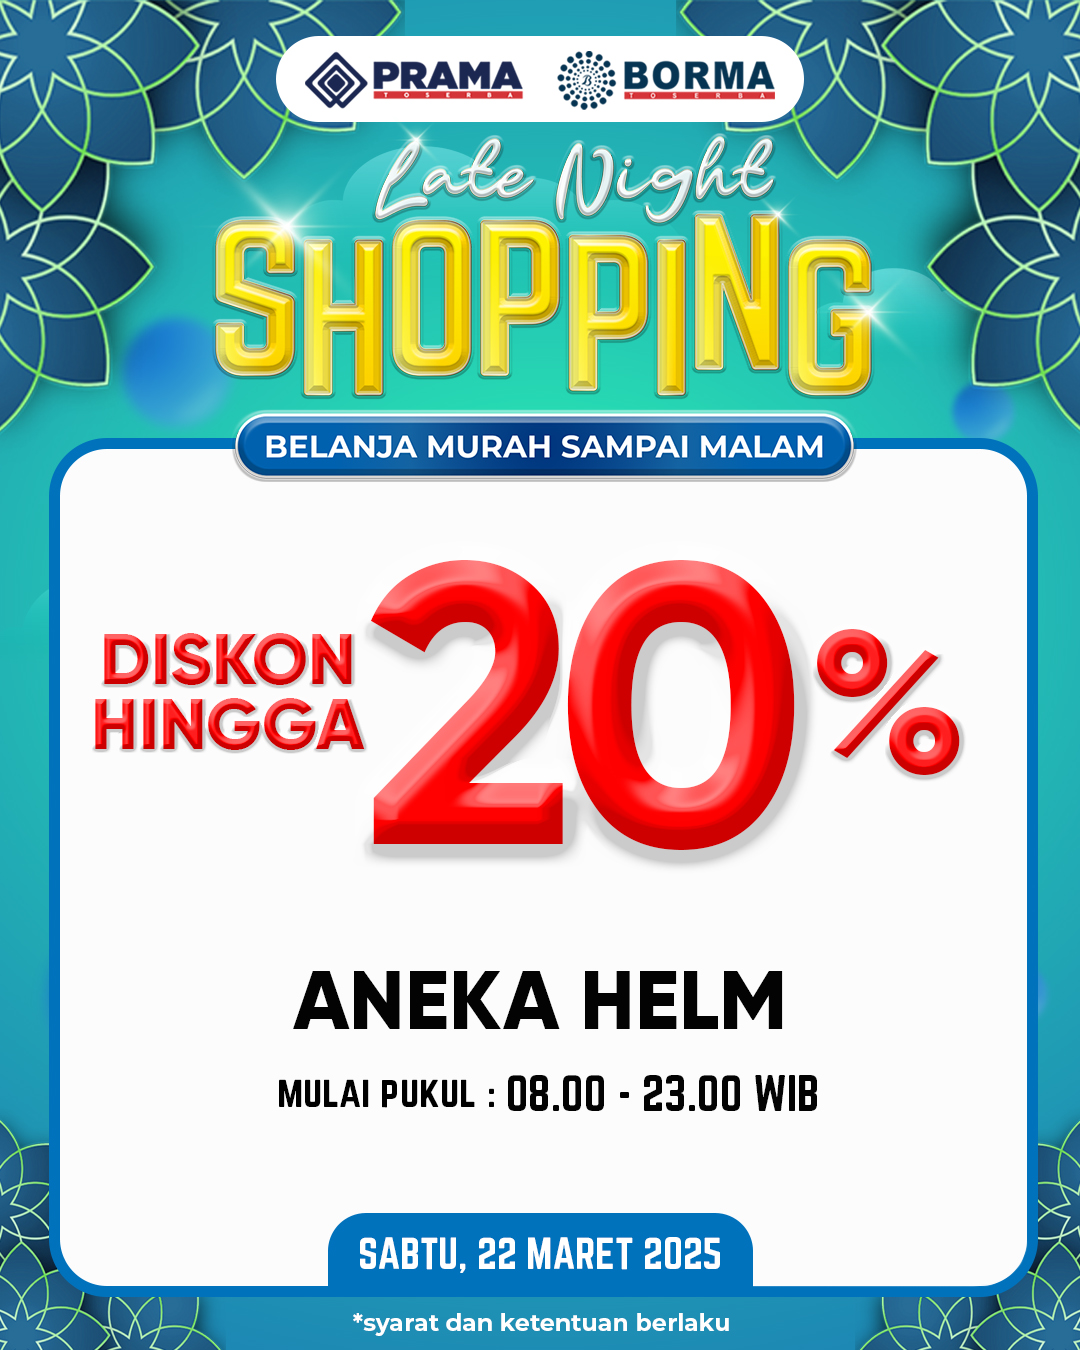 PRAMA
TOSERBA
BORMA
TOSERBA
Late Night
SHOPPING
BELANJA MURAH SAMPAI MALAM
DISKON
HINGGA
20%
ANEKA HELM
MULAI PUKUL : 08.00 - 23.00 WIB
SABTU, 22 MARET 2025
*syarat dan ketentuan berlaku